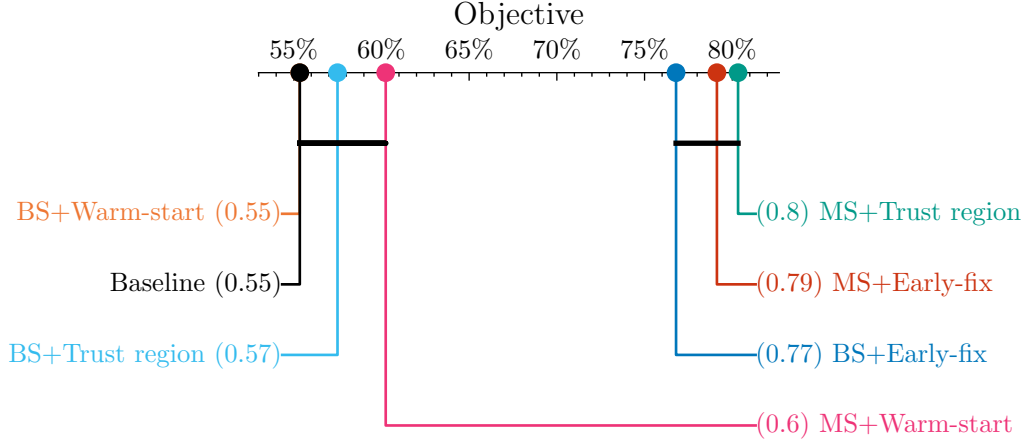 Objective
55% 60% 65% 70% 75% 80%
BS+Warm-start (0.55)
(0.8) MS+Trust region
Baseline (0.55)
(0.79) MS+Early-fix
BS+Trust region (0.57)
(0.77) BS+Early-fix
(0.6) MS+Warm-start